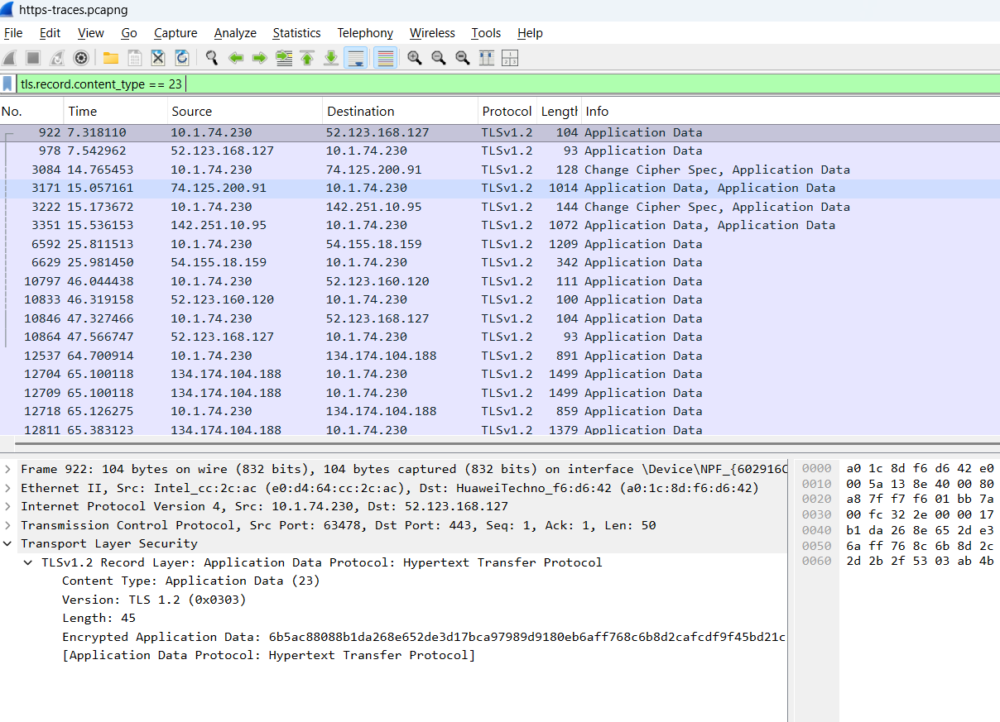 https-traces.pcapng
File Edit View Go Capture Analyze Statistics Telephony Wireless Tools Help
tls.record.content_type == 23
No. Time Source Destination Protocol Length Info
922 7.318110 10.1.74.230 52.123.168.127 TLSv1.2 104 Application Data
978 7.542962 52.123.168.127 10.1.74.230 TLSv1.2 93 Application Data
3084 14.765453 10.1.74.230 74.125.200.91 TLSv1.2 128 Change Cipher Spec, Application Data
3171 15.057161 74.125.200.91 10.1.74.230 TLSv1.2 1014 Application Data, Application Data
3222 15.173672 10.1.74.230 142.251.10.95 TLSv1.2 144 Change Cipher Spec, Application Data
3351 15.536153 142.251.10.95 10.1.74.230 TLSv1.2 1072 Application Data, Application Data
6592 25.811513 10.1.74.230 54.155.18.159 TLSv1.2 1209 Application Data
6629 25.981450 54.155.18.159 10.1.74.230 TLSv1.2 342 Application Data
10797 46.044438 10.1.74.230 52.123.160.120 TLSv1.2 111 Application Data
10833 46.319158 52.123.160.120 10.1.74.230 TLSv1.2 100 Application Data
10846 47.327466 10.1.74.230 52.123.168.127 TLSv1.2 104 Application Data
10864 47.566747 52.123.168.127 10.1.74.230 TLSv1.2 93 Application Data
12537 64.700914 10.1.74.230 134.174.104.188 TLSv1.2 891 Application Data
12704 65.100118 134.174.104.188 10.1.74.230 TLSv1.2 1499 Application Data
12709 65.100118 134.174.104.188 10.1.74.230 TLSv1.2 1499 Application Data
12718 65.126275 10.1.74.230 134.174.104.188 TLSv1.2 859 Application Data
12811 65.383123 134.174.104.188 10.1.74.230 TLSv1.2 1379 Application Data
Frame 922: 104 bytes on wire (832 bits), 104 bytes captured (832 bits) on interface \Device\NPF_{602916C
Ethernet II, Src: Intel_cc:2c:ac (e0:d4:64:cc:2c:ac), Dst: HuaweiTechno_f6:d6:42 (a0:1c:8d:f6:d6:42)
Internet Protocol Version 4, Src: 10.1.74.230, Dst: 52.123.168.127
Transmission Control Protocol, Src Port: 63478, Dst Port: 443, Seq: 1, Ack: 1, Len: 50
Transport Layer Security
TLSv1.2 Record Layer: Application Data Protocol: Hypertext Transfer Protocol
Content Type: Application Data (23)
Version: TLS 1.2 (0x0303)
Length: 45
Encrypted Application Data: 6b5ac88088b1da268e652de3d17bca97989d9180eb6aff768c6b8d2cafcdf9f45bd21c
[Application Data Protocol: Hypertext Transfer Protocol]
0000 a0 1c 8d f6 d6 42 e0
0010 00 5a 13 8e 40 00 80
0020 a8 7f f7 f6 01 bb 7a
0030 00 fc 32 2e 00 00 17
0040 b1 da 26 8e 65 2d e3
0050 6a ff 76 8c 6b 8d 2c
0060 2d 2b 2f 53 03 ab 4b